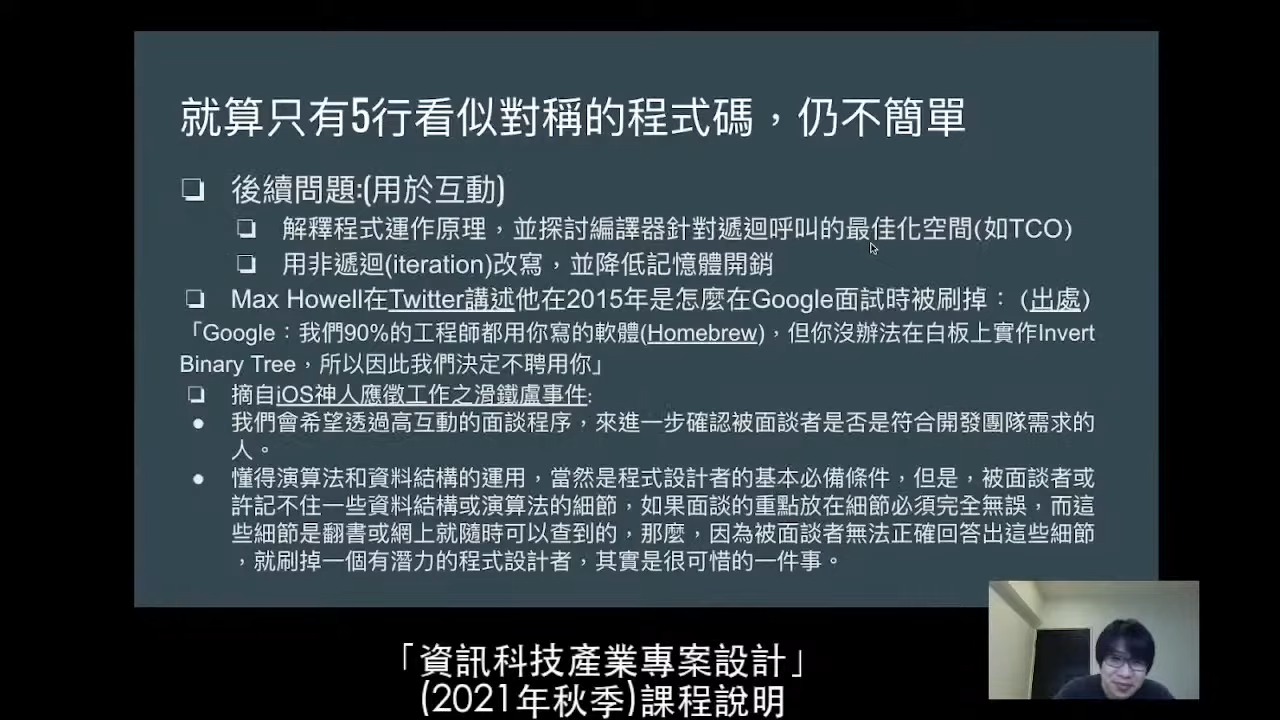 就算只有5行看似對稱的程式碼，仍不簡單
❏ 後續問題:(用於互動)
❏ 解釋程式運作原理，並探討編譯器針對遞迴呼叫的最佳化空間(如TCO)
❏ 用非遞迴(iteration)改寫，並降低記憶體開銷
❏ Max Howell在Twitter講述他在2015年是怎麼在Google面試時被刷掉：(出處)
「Google：我們90%的工程師都用你寫的軟體(Homebrew)，但你沒辦法在白板上實作Invert
Binary Tree，所以因此我們決定不聘用你」
❏ 摘自iOS神人應徵工作之滑鐵盧事件:
● 我們會希望透過高互動的面談程序，來進一步確認被面談者是否是符合開發團隊需求的
人。
● 懂得演算法和資料結構的運用，當然是程式設計者的基本必備條件，但是，被面談者或
許記不住一些資料結構或演算法的細節，如果面談的重點放在細節必須完全無誤，而這
些細節是翻書或網上就隨時可以查到的，那麼，因為被面談者無法正確回答出這些細節
，就刷掉一個有潛力的程式設計者，其實是很可惜的一件事。
「資訊科技產業專案設計」
(2021年秋季)課程說明